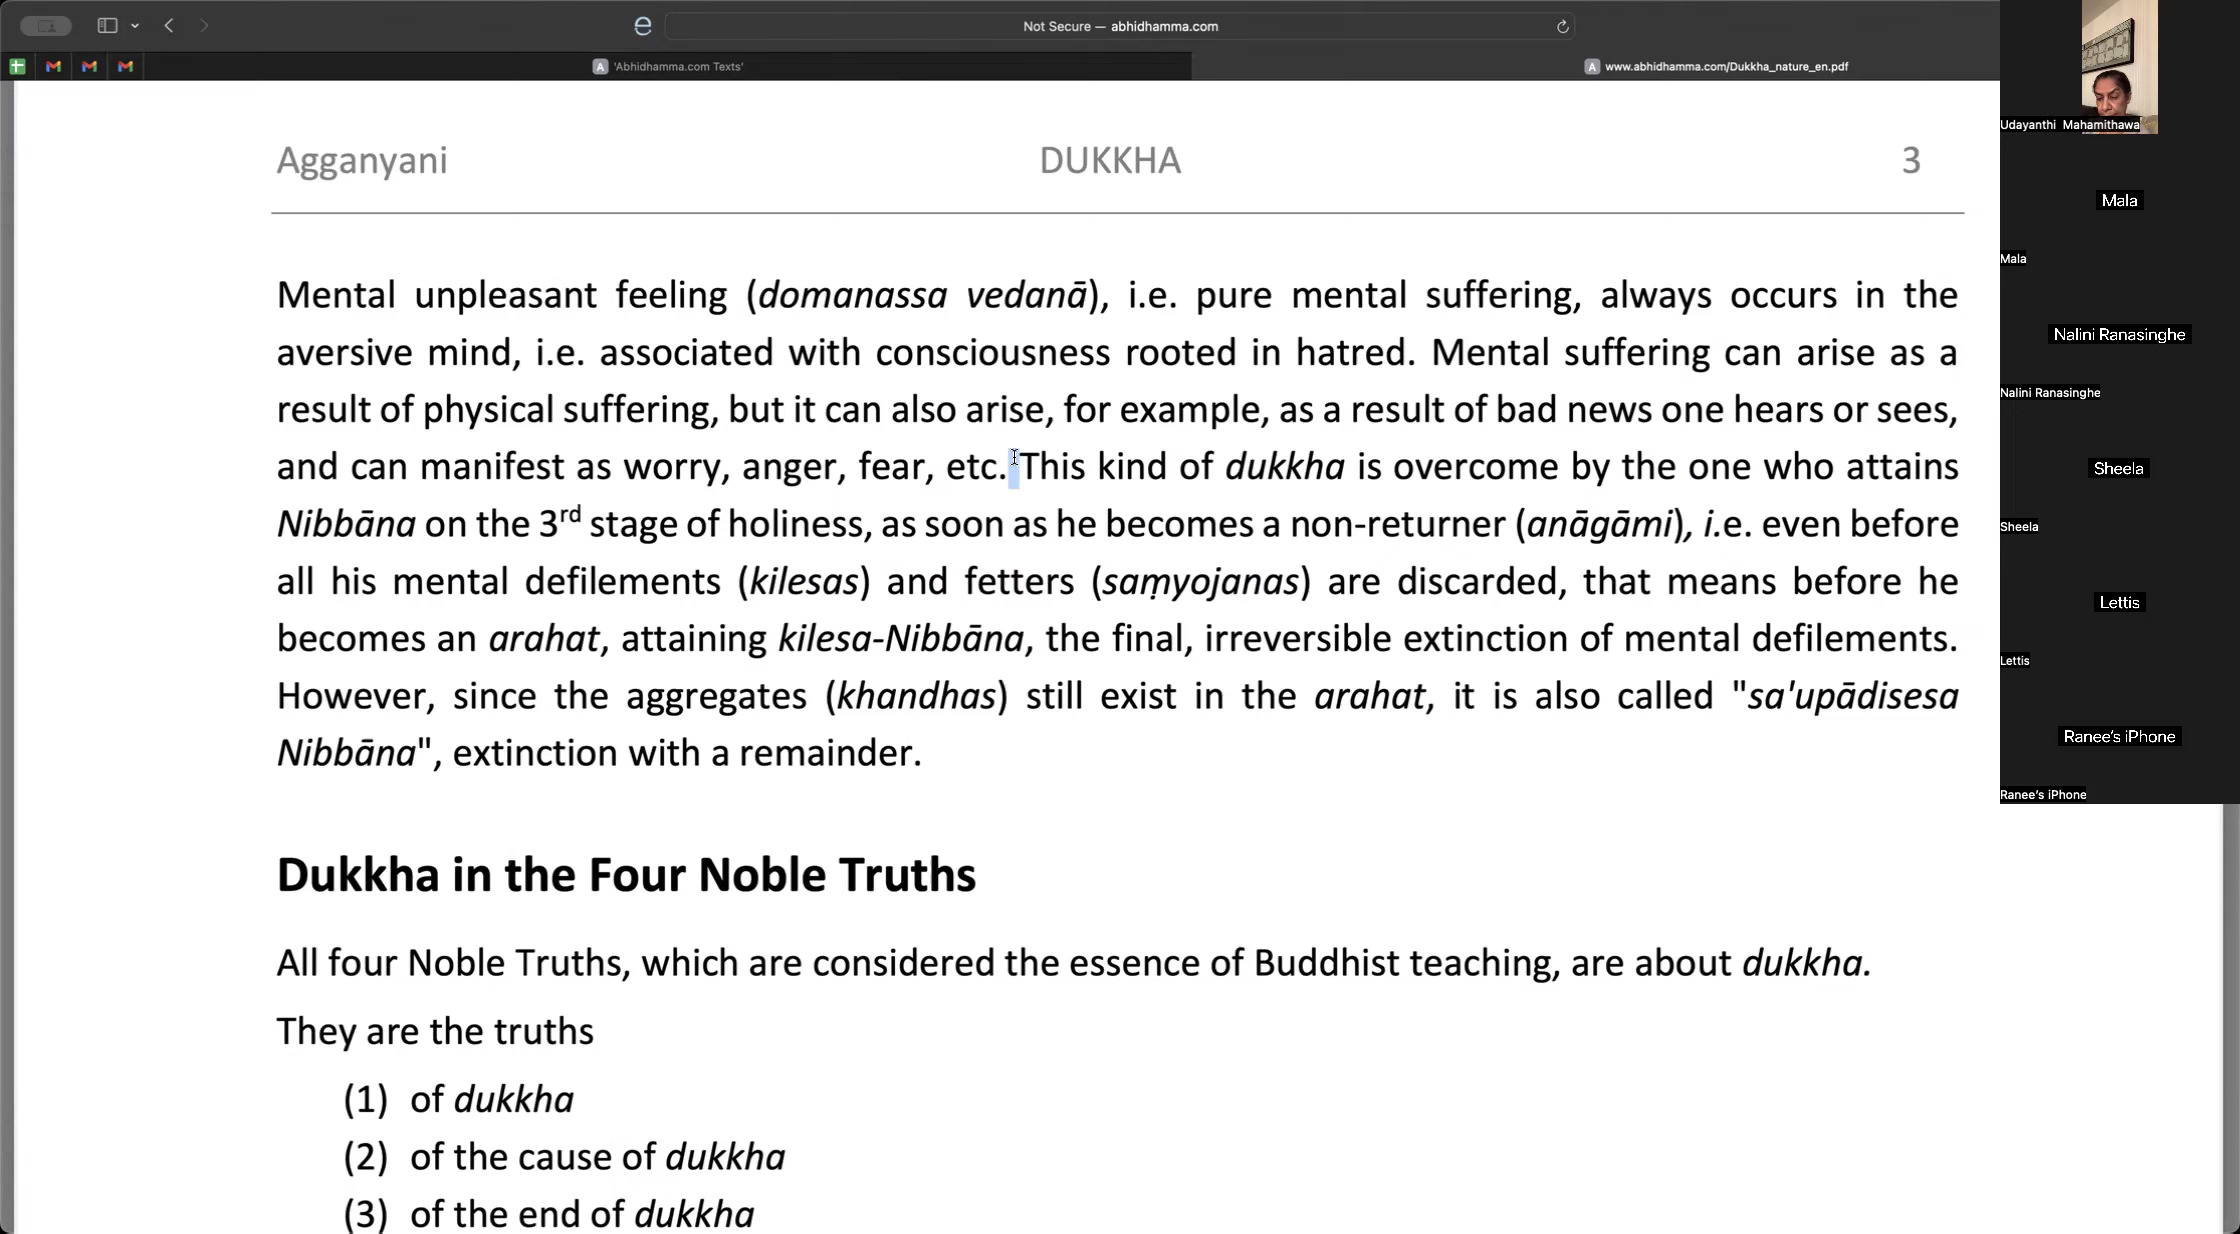 Not Secure — abhidhamma.com
'Abhidhamma.com Texts'
www.abhidhamma.com/Dukkha_nature_en.pdf
Agganyani DUKKHA 3
Mental unpleasant feeling (domanassa vedanā), i.e. pure mental suffering, always occurs in the
aversive mind, i.e. associated with consciousness rooted in hatred. Mental suffering can arise as a
result of physical suffering, but it can also arise, for example, as a result of bad news one hears or sees,
and can manifest as worry, anger, fear, etc. This kind of dukkha is overcome by the one who attains
Nibbāna on the 3rd stage of holiness, as soon as he becomes a non-returner (anāgāmi), i.e. even before
all his mental defilements (kilesas) and fetters (saṃyojanas) are discarded, that means before he
becomes an arahat, attaining kilesa-Nibbāna, the final, irreversible extinction of mental defilements.
However, since the aggregates (khandhas) still exist in the arahat, it is also called "sa'upādisesa
Nibbāna", extinction with a remainder.
Dukkha in the Four Noble Truths
All four Noble Truths, which are considered the essence of Buddhist teaching, are about dukkha.
They are the truths
(1) of dukkha
(2) of the cause of dukkha
(3) of the end of dukkha
Udayanthi Mahamithawa
Mala
Mala
Nalini Ranasinghe
Nalini Ranasinghe
Sheela
Sheela
Lettis
Lettis
Ranee's iPhone
Ranee's iPhone